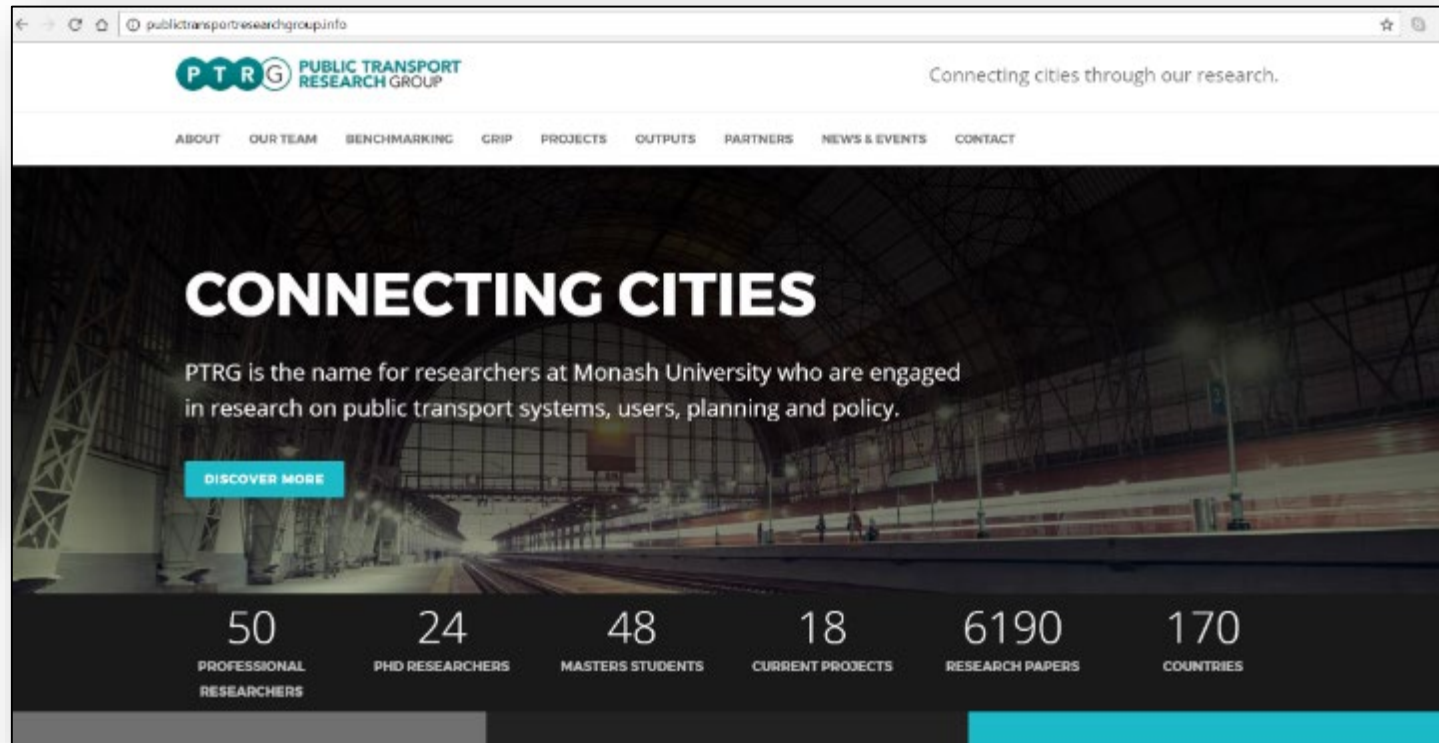 publictransportresearchgroup.info
PTRG PUBLIC TRANSPORT
RESEARCH GROUP
Connecting cities through our research.
ABOUT OUR TEAM BENCHMARKING GRIP PROJECTS OUTPUTS PARTNERS NEWS & EVENTS CONTACT
CONNECTING CITIES
PTRG is the name for researchers at Monash University who are engaged
in research on public transport systems, users, planning and policy.
DISCOVER MORE
50 24 48 18 6190 170
PROFESSIONAL PHD RESEARCHERS MASTERS STUDENTS CURRENT PROJECTS RESEARCH PAPERS COUNTRIES
RESEARCHERS